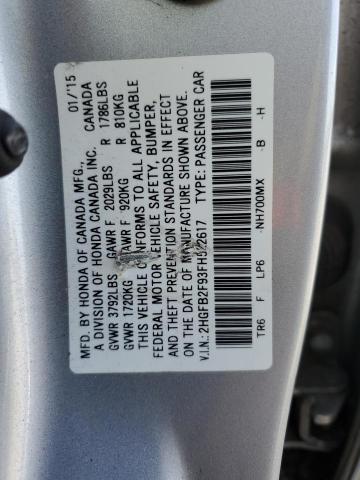 MFD. BY HONDA OF CANADA MFG., 01/15
A DIVISION OF HONDA CANADA INC. CANADA
GVWR 3792LBS GAWR F 2029LBS R 1786LBS
GVWR 1720KG GAWR F 920KG R 810KG
THIS VEHICLE CONFORMS TO ALL APPLICABLE
FEDERAL MOTOR VEHICLE SAFETY, BUMPER,
AND THEFT PREVENTION STANDARDS IN EFFECT
ON THE DATE OF MANUFACTURE SHOWN ABOVE.
V.I.N.: TYPE: PASSENGER CAR
TR6 F LP6 -NH700MX -B -H